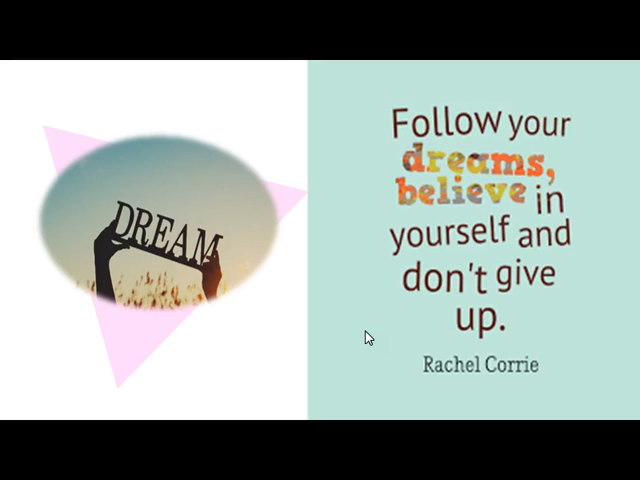 DREAM
Follow your
dreams,
believe in
yourself and
don't give
up.
Rachel Corrie